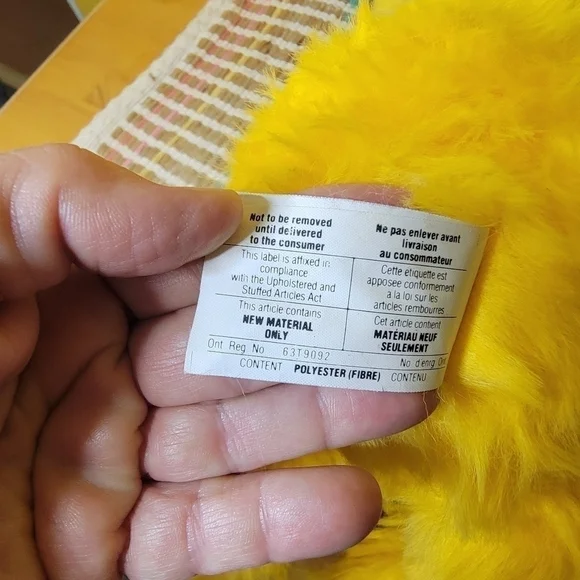 Not to be removed
until delivered
to the consumer
Ne pas enlever avant
livraison
au consommateur
This label is affixed in
compliance
with the Upholstered and
Stuffed Articles Act
Cette étiquette est
apposée conformément
à la loi sur les
articles rembourrés
This article contains
NEW MATERIAL
ONLY
Cet article contient
MATÉRIAU NEUF
SEULEMENT
Ont. Reg. No 63T9092 No. d'enrg. Ont
CONTENT POLYESTER (FIBRE) CONTENU